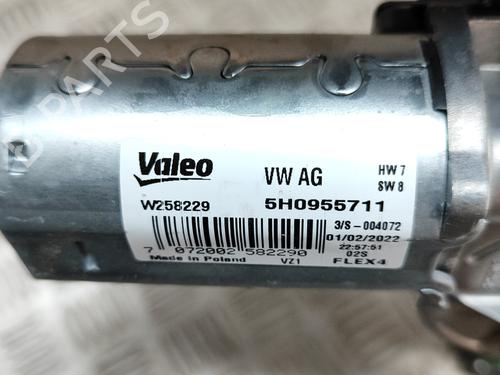 B PARTS
Valeo VW AG HW 7
SW 8
W258229 5H0955711
3/S-004072
01/02/2022
22:57:51
7 072002 582290 02S
Made in Poland VZ1 FLEX4